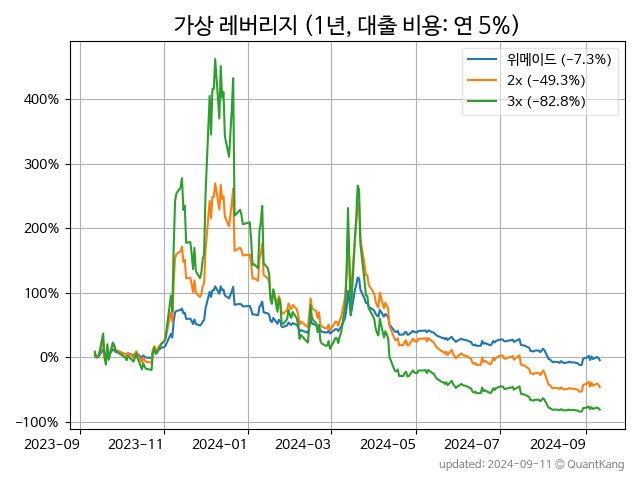 가상 레버리지 (1년, 대출 비용: 연 5%)
위메이드 (−7.3%)
2x (−49.3%)
3x (−82.8%)
400%
300%
200%
100%
0%
−100%
2023-09
2023-11
2024-01
2024-03
2024-05
2024-07
2024-09
updated: 2024-09-11 © QuantKang